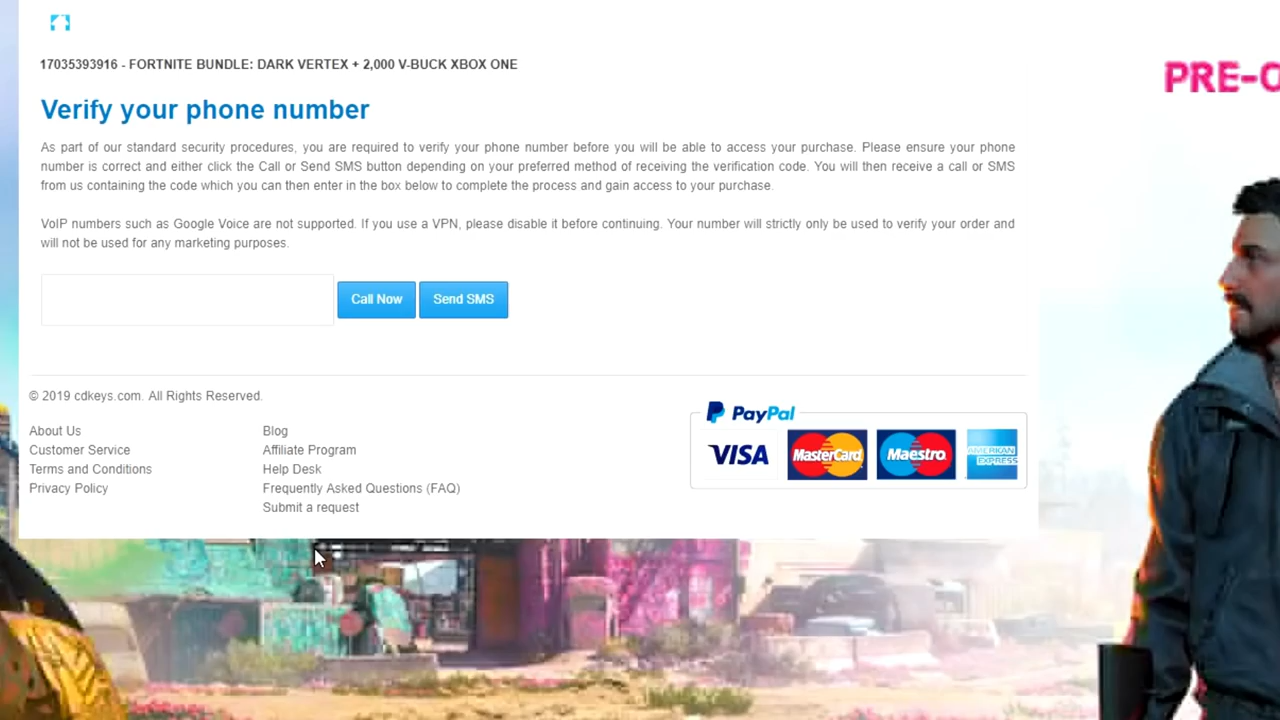 17035393916 - FORTNITE BUNDLE: DARK VERTEX + 2,000 V-BUCK XBOX ONE
PRE-O
Verify your phone number
As part of our standard security procedures, you are required to verify your phone number before you will be able to access your purchase. Please ensure your phone
number is correct and either click the Call or Send SMS button depending on your preferred method of receiving the verification code. You will then receive a call or SMS
from us containing the code which you can then enter in the box below to complete the process and gain access to your purchase.
VoIP numbers such as Google Voice are not supported. If you use a VPN, please disable it before continuing. Your number will strictly only be used to verify your order and
will not be used for any marketing purposes.
Call Now Send SMS
© 2019 cdkeys.com. All Rights Reserved.
About Us
Customer Service
Terms and Conditions
Privacy Policy
Blog
Affiliate Program
Help Desk
Frequently Asked Questions (FAQ)
Submit a request
PayPal
VISA MasterCard Maestro AMERICAN EXPRESS